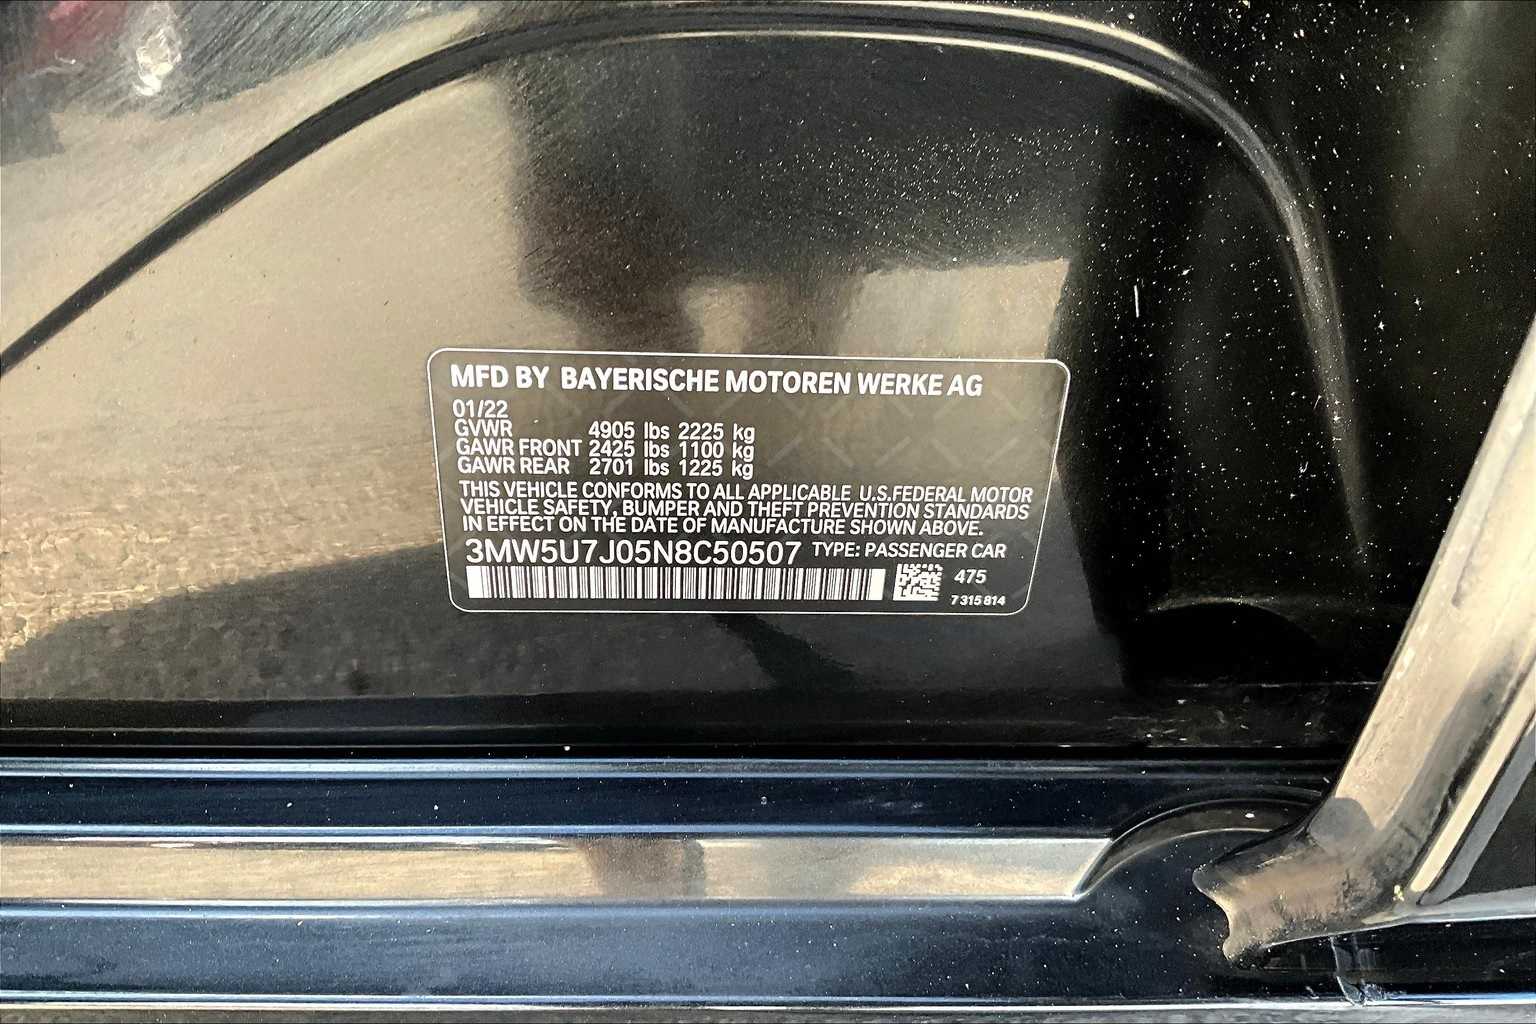 MFD BY BAYERISCHE MOTOREN WERKE AG
01/22
GVWR 4905 lbs 2225 kg
GAWR FRONT 2425 lbs 1100 kg
GAWR REAR 2701 lbs 1225 kg
THIS VEHICLE CONFORMS TO ALL APPLICABLE U.S.FEDERAL MOTOR
VEHICLE SAFETY, BUMPER AND THEFT PREVENTION STANDARDS
IN EFFECT ON THE DATE OF MANUFACTURE SHOWN ABOVE.
3MW5U7J05N8C50507 TYPE: PASSENGER CAR
475
7 315 814